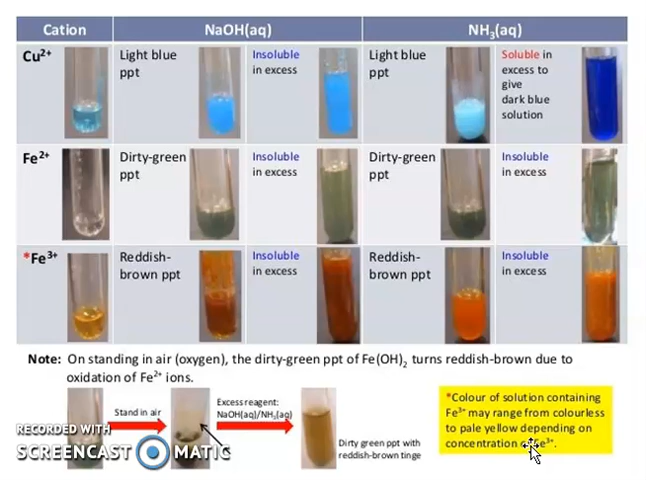 Cation NaOH(aq) NH₃(aq)
Cu²⁺ Light blue Insoluble Light blue Soluble in
ppt in excess ppt excess to
give
dark blue
solution
Fe²⁺ Dirty-green Insoluble Dirty-green Insoluble
ppt in excess ppt in excess
*Fe³⁺ Reddish- Insoluble Reddish- Insoluble
brown ppt in excess brown ppt in excess
Note: On standing in air (oxygen), the dirty-green ppt of Fe(OH)₂ turns reddish-brown due to
oxidation of Fe²⁺ ions.
Stand in air
Excess reagent:
NaOH(aq)/NH₃(aq)
Dirty green ppt with
reddish-brown tinge
*Colour of solution containing
Fe³⁺ may range from colourless
to pale yellow depending on
concentration of Fe³⁺.
RECORDED WITH
SCREENCAST MATIC